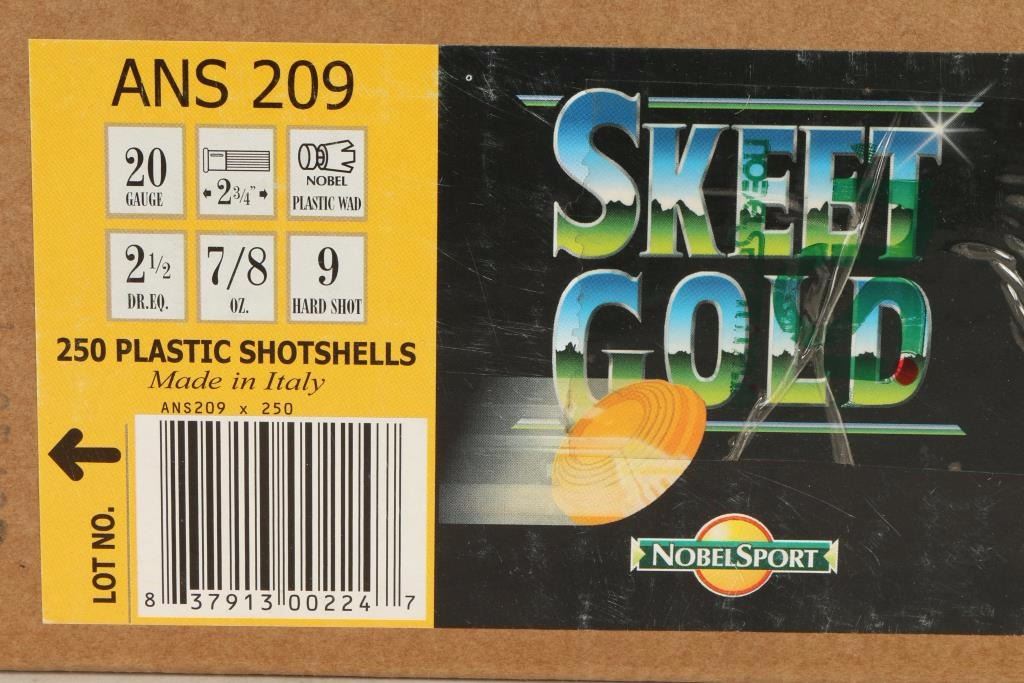 ANS 209
20
GAUGE
2 3/4"
NOBEL
PLASTIC WAD
2 1/2
DR.EQ.
7/8
OZ.
9
HARD SHOT
250 PLASTIC SHOTSHELLS
Made in Italy
ANS209 x 250
LOT NO.
8 37913 00224 7
SKEET
GOLD
NOBELSPORT